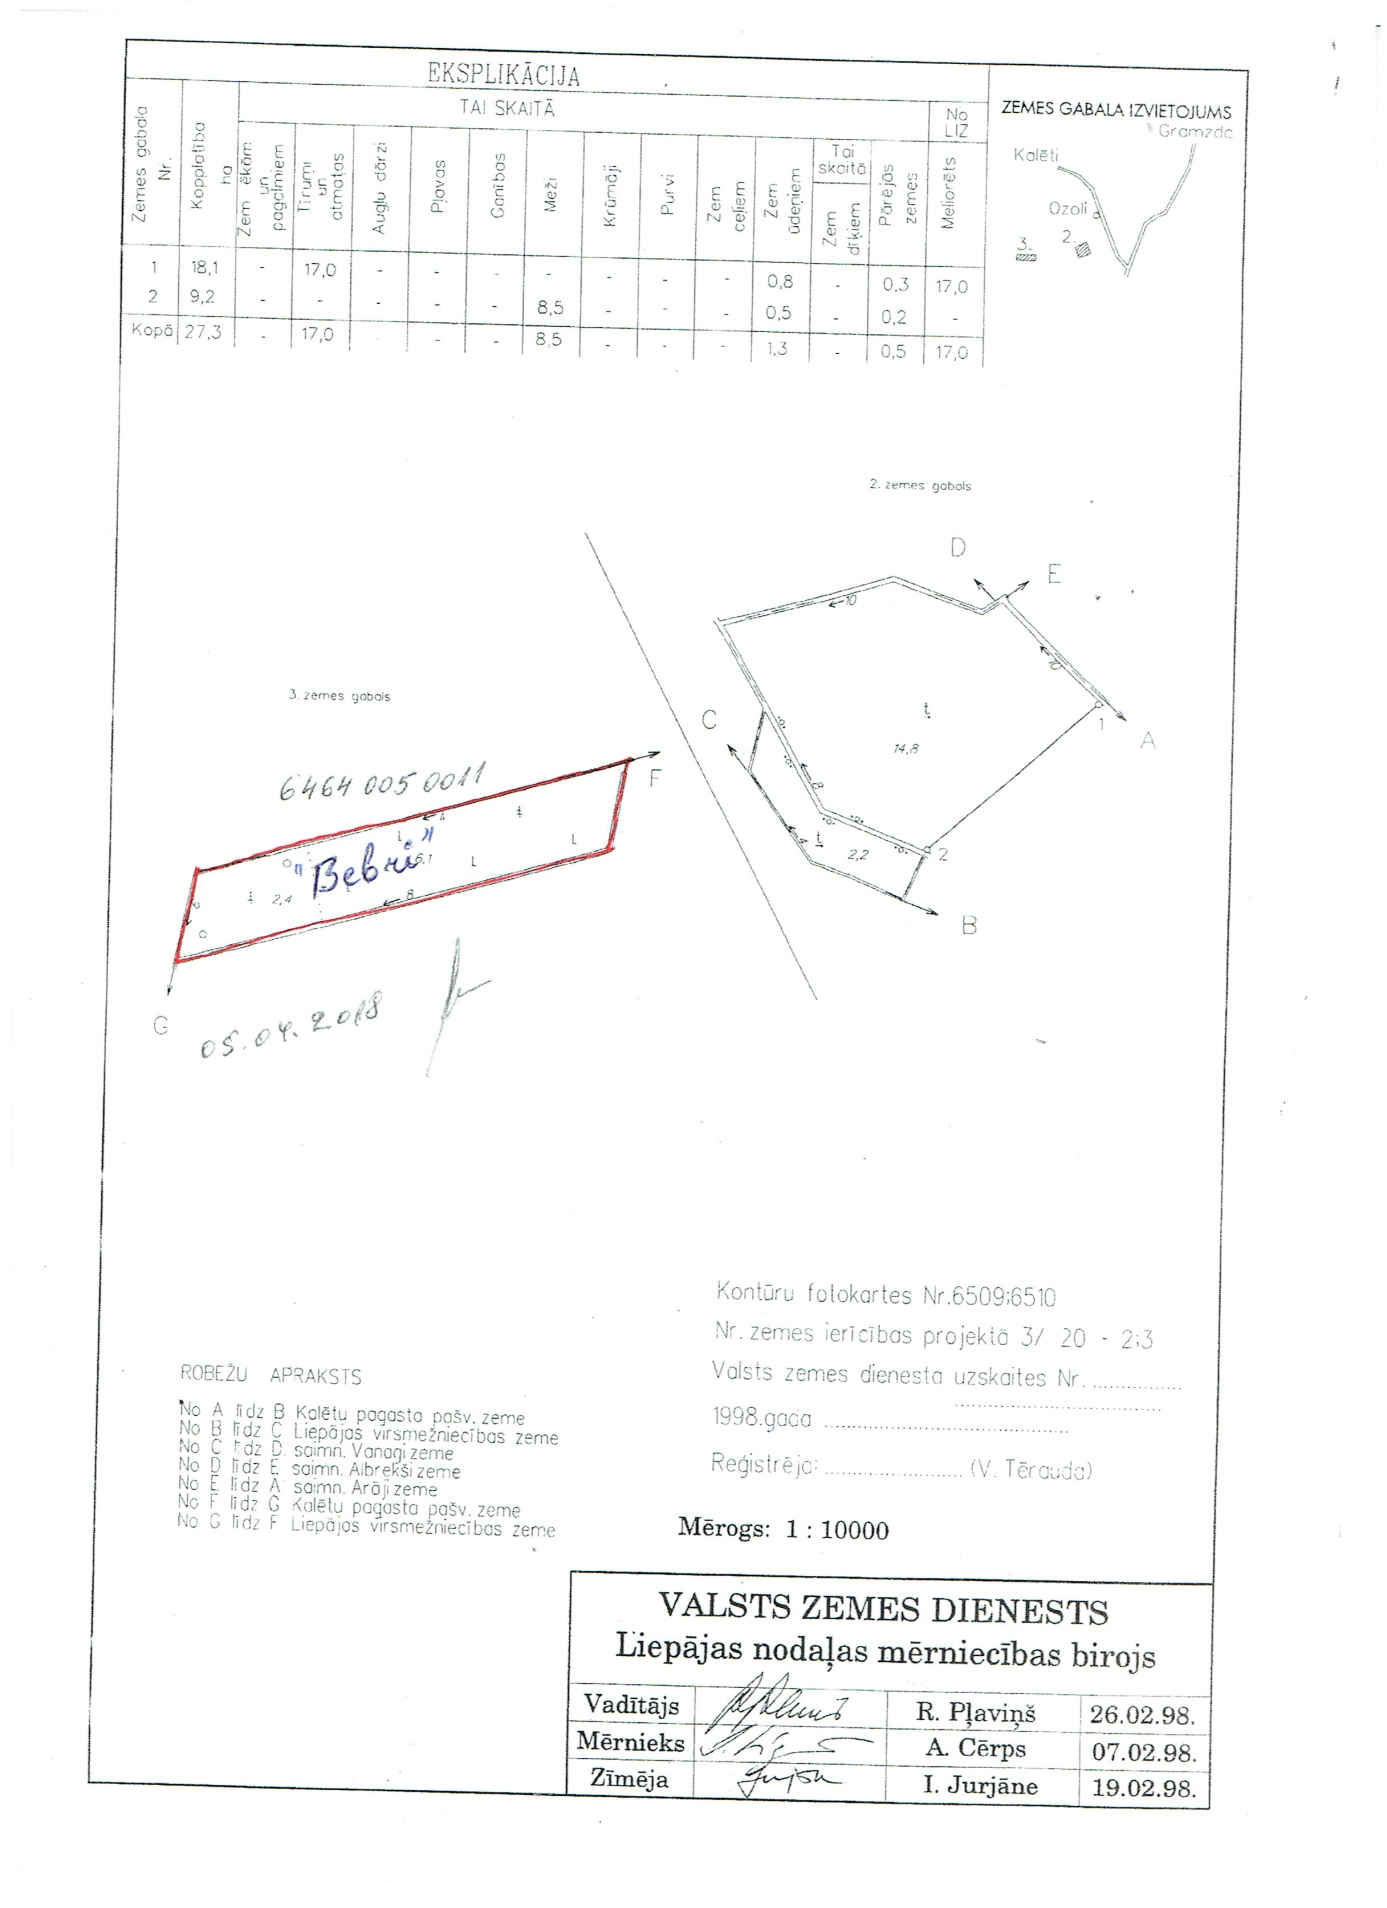 EKSPLIKĀCIJA
Zemes gabala Nr.
Kopplatība ha
TAI SKAITĀ
No LIZ
Zem ēkām un pagalmiem
Tīrumi un atmatas
Augļu dārzi
Pļavas
Ganības
Meži
Krūmāji
Purvi
Zem ceļiem
Zem ūdeņiem
Tai skaitā
Zem dīķiem
Pārējās zemes
Meliorēts
1 18,1 - 17,0 - - - - - - - 0,8 - 0,3 17,0
2 9,2 - - - - - 8,5 - - - 0,5 - 0,2 -
Kopā 27,3 - 17,0 - - 8,5 - - - 1,3 - 0,5 17,0
ZEMES GABALA IZVIETOJUMS
Gramzda
Kalēti
Ozoli
3.
2.
2. zemes gabals
D
E
10
10
t
14,8
1
A
C
8
4
t
2,2
2
B
3. zemes gabals
6464 005 0011
F
4
"Bebri"
6,1
2,4
8
G
05.04.2018
Kontūru fotokartes Nr.6509;6510
Nr. zemes ierīcības projektā 3/ 20 - 2;3
Valsts zemes dienesta uzskaites Nr.
1998.gada
Reģistrēja: (V. Tērauda)
ROBEŽU APRAKSTS
No A līdz B Kalētu pagasta pašv. zeme
No B līdz C Liepājas virsmežniecības zeme
No C līdz D saimn. Vanagi zeme
No D līdz E saimn. Aibrekši zeme
No E līdz A saimn. Arāji zeme
No F līdz G Kalētu pagasta pašv. zeme
No G līdz F Liepājas virsmežniecības zeme
Mērogs: 1 : 10000
VALSTS ZEMES DIENESTS
Liepājas nodaļas mērniecības birojs
Vadītājs R. Pļaviņš 26.02.98.
Mērnieks A. Cērps 07.02.98.
Zīmēja I. Jurjāne 19.02.98.